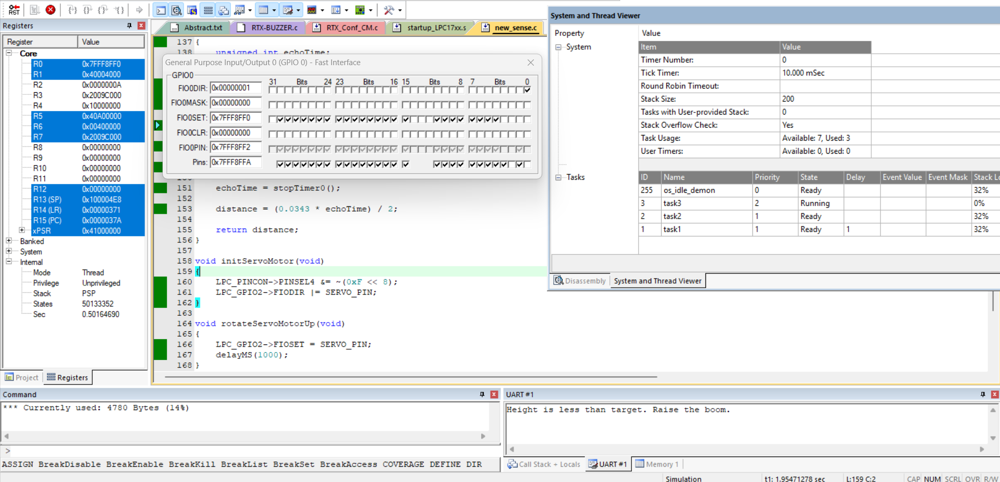 RST
Registers
Register Value
Core
R0 0x7FFF8FF0
R1 0x40004000
R2 0x0000000A
R3 0x2009C000
R4 0x10000000
R5 0x40A00000
R6 0x00400000
R7 0x2009C000
R8 0x00000000
R9 0x00000000
R10 0x00000000
R11 0x00000000
R12 0x00000000
R13 (SP) 0x100004E8
R14 (LR) 0x00000371
R15 (PC) 0x0000037A
xPSR 0x41000000
Banked
System
Internal
Mode Thread
Privilege Unprivileged
Stack PSP
States 50133352
Sec 0.50164690
Project Registers
Abstract.txt RTX-BUZZER.c RTX_Conf_CM.c startup_LPC17xx.s new_sense.c
137 {
138 unsigned int echoTime;
General Purpose Input/Output 0 (GPIO 0) - Fast Interface
GPIO0
31 Bits 24 23 Bits 16 15 Bits 8 7 Bits 0
FIO0DIR: 0x00000001
FIO0MASK: 0x00000000
FIO0SET: 0x7FFF8FF0
FIO0CLR: 0x00000000
FIO0PIN: 0x7FFF8FF2
Pins: 0x7FFF8FFA
151 echoTime = stopTimer0();
152
153 distance = (0.0343 * echoTime) / 2;
154
155 return distance;
156 }
157
158 void initServoMotor(void)
159 {
160 LPC_PINCON->PINSEL4 &= ~(0xF << 8);
161 LPC_GPIO2->FIODIR |= SERVO_PIN;
162 }
163
164 void rotateServoMotorUp(void)
165 {
166 LPC_GPIO2->FIOSET = SERVO_PIN;
167 delayMS(1000);
168 }
System and Thread Viewer
Property Value
System
Item Value
Timer Number: 0
Tick Timer: 10.000 mSec
Round Robin Timeout:
Stack Size: 200
Tasks with User-provided Stack: 0
Stack Overflow Check: Yes
Task Usage: Available: 7, Used: 3
User Timers: Available: 0, Used: 0
Tasks
ID Name Priority State Delay Event Value Event Mask Stack Lo
255 os_idle_demon 0 Ready 32%
3 task3 2 Running 0%
2 task2 1 Ready 32%
1 task1 1 Ready 1 32%
Disassembly System and Thread Viewer
Command
*** Currently used: 4780 Bytes (14%)
>
ASSIGN BreakDisable BreakEnable BreakKill BreakList BreakSet BreakAccess COVERAGE DEFINE DIR
UART #1
Height is less than target. Raise the boom.
Call Stack + Locals UART #1 Memory 1
Simulation t1: 1.95471278 sec L:159 C:2 CAP NUM SCRL OVR R/W